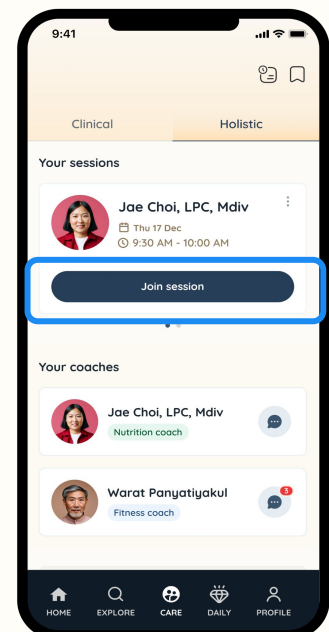 9:41
Clinical
Holistic
Your sessions
Jae Choi, LPC, Mdiv
Thu 17 Dec
9:30 AM - 10:00 AM
Join session
Your coaches
Jae Choi, LPC, Mdiv
Nutrition coach
Warat Panyatiyakul
3
Fitness coach
HOME
EXPLORE
CARE
DAILY
PROFILE